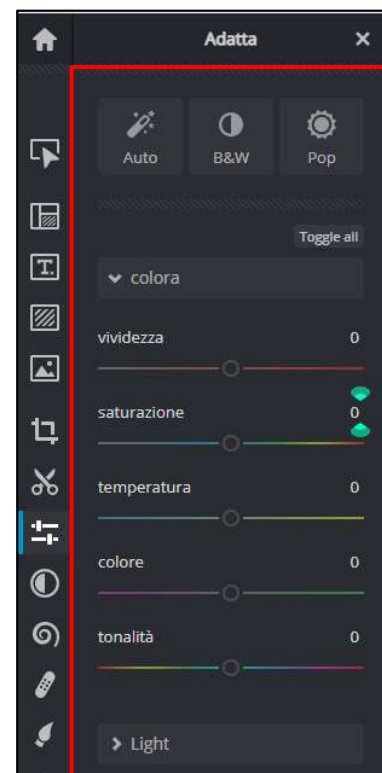 Adatta
Auto B&W Pop
Toggle all
colora
vividezza 0
saturazione 0
temperatura 0
colore 0
tonalità 0
Light